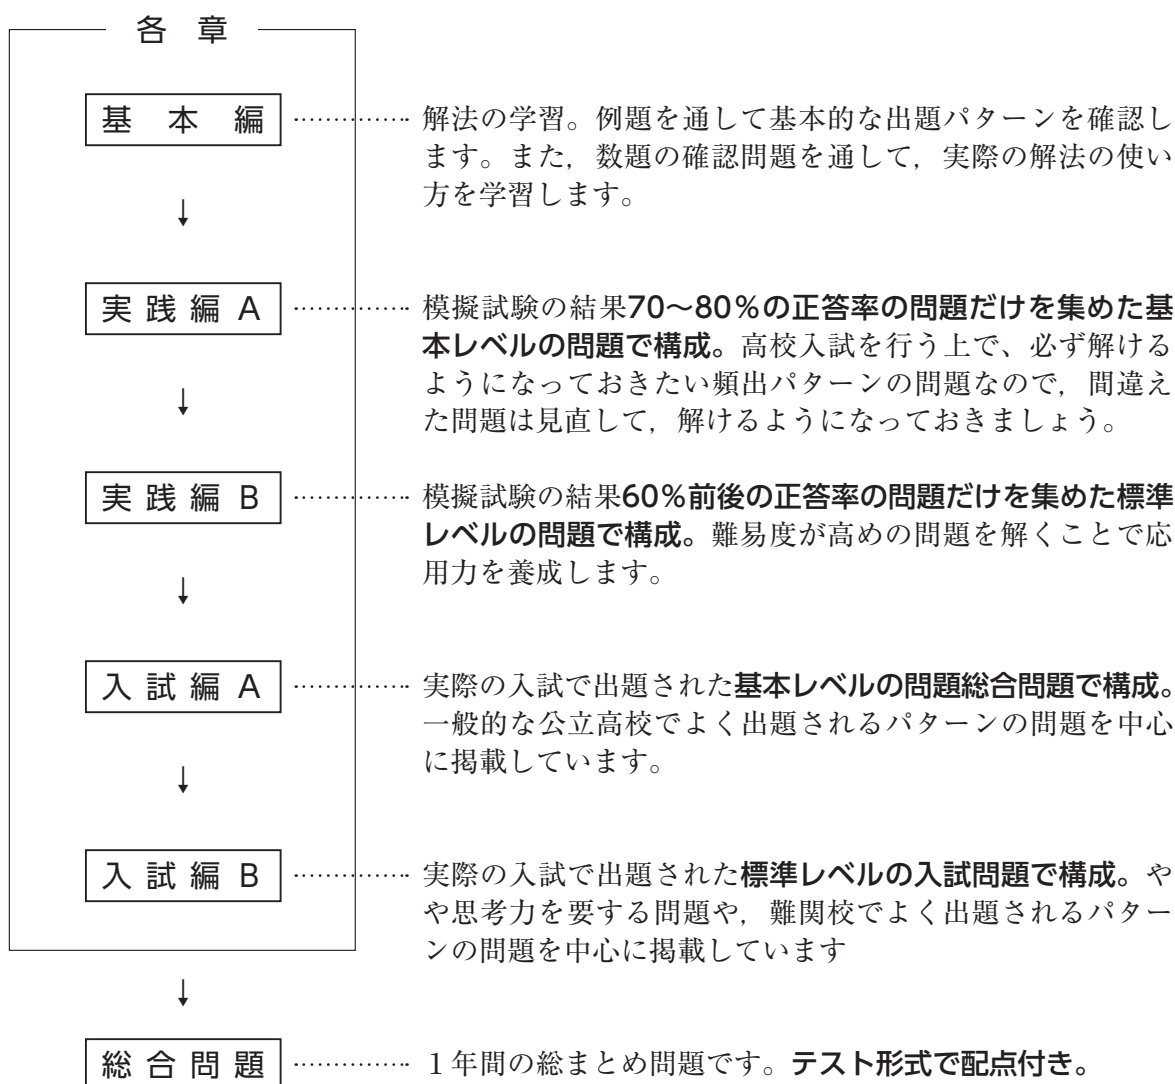 各 章
基 本 編 ‥‥‥‥‥ 解法の学習。例題を通して基本的な出題パターンを確認し
ます。また，数題の確認問題を通して，実際の解法の使い
方を学習します。
↓
実 践 編 A ‥‥‥‥‥ 模擬試験の結果70〜80％の正答率の問題だけを集めた基
本レベルの問題で構成。高校入試を行う上で、必ず解ける
ようになっておきたい頻出パターンの問題なので，間違え
た問題は見直して，解けるようになっておきましょう。
↓
実 践 編 B ‥‥‥‥‥ 模擬試験の結果60％前後の正答率の問題だけを集めた標準
レベルの問題で構成。難易度が高めの問題を解くことで応
用力を養成します。
↓
入 試 編 A ‥‥‥‥‥ 実際の入試で出題された基本レベルの問題総合問題で構成。
一般的な公立高校でよく出題されるパターンの問題を中心
に掲載しています。
↓
入 試 編 B ‥‥‥‥‥ 実際の入試で出題された標準レベルの入試問題で構成。や
や思考力を要する問題や，難関校でよく出題されるパター
ンの問題を中心に掲載しています
↓
総 合 問 題 ‥‥‥‥‥ １年間の総まとめ問題です。テスト形式で配点付き。